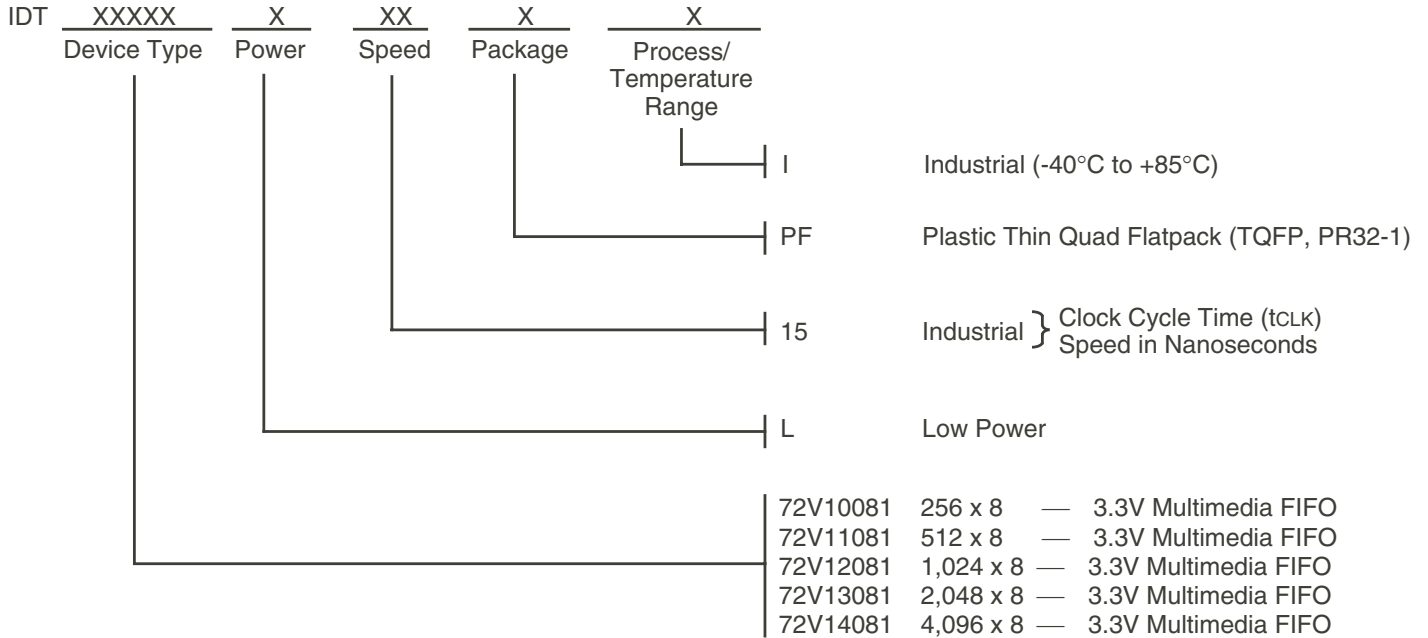 IDT XXXXX X XX X X
Device Type Power Speed Package Process/
Temperature
Range
I Industrial (-40°C to +85°C)
PF Plastic Thin Quad Flatpack (TQFP, PR32-1)
15 Industrial } Clock Cycle Time (tCLK)
Speed in Nanoseconds
L Low Power
72V10081 256 x 8 — 3.3V Multimedia FIFO
72V11081 512 x 8 — 3.3V Multimedia FIFO
72V12081 1,024 x 8 — 3.3V Multimedia FIFO
72V13081 2,048 x 8 — 3.3V Multimedia FIFO
72V14081 4,096 x 8 — 3.3V Multimedia FIFO